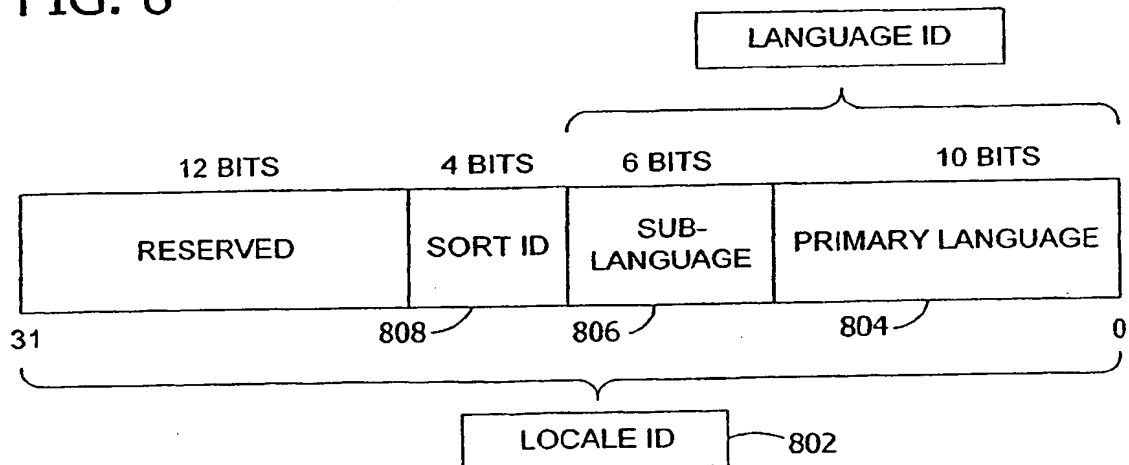 FIG. 8
LANGUAGE ID
12 BITS 4 BITS 6 BITS 10 BITS
RESERVED SORT ID SUB-
LANGUAGE PRIMARY LANGUAGE
31 808 806 804 0
LOCALE ID 802